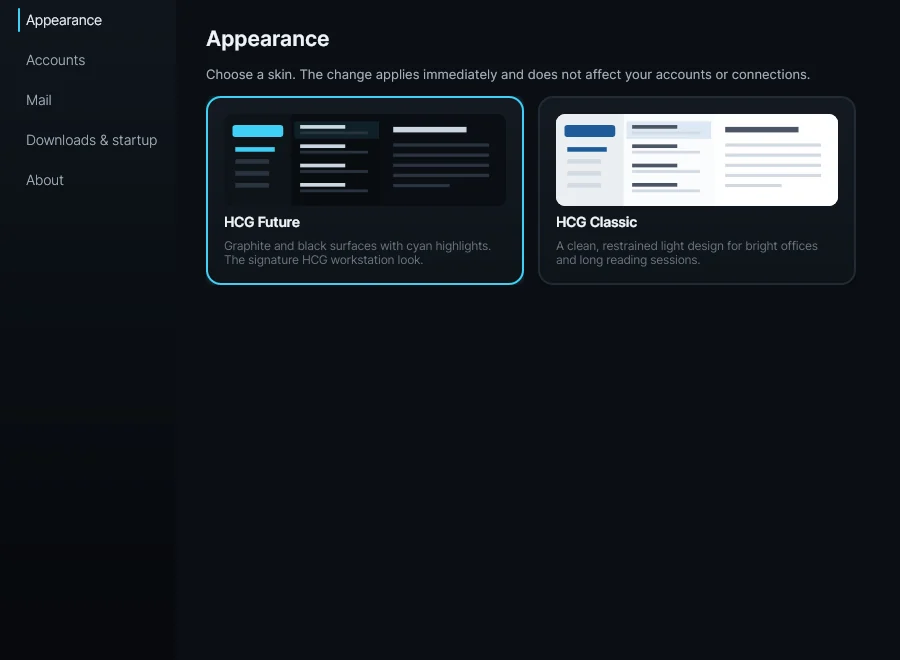 Appearance
Accounts
Mail
Downloads & startup
About
Appearance
Choose a skin. The change applies immediately and does not affect your accounts or connections.
HCG Future
Graphite and black surfaces with cyan highlights.
The signature HCG workstation look.
HCG Classic
A clean, restrained light design for bright offices
and long reading sessions.